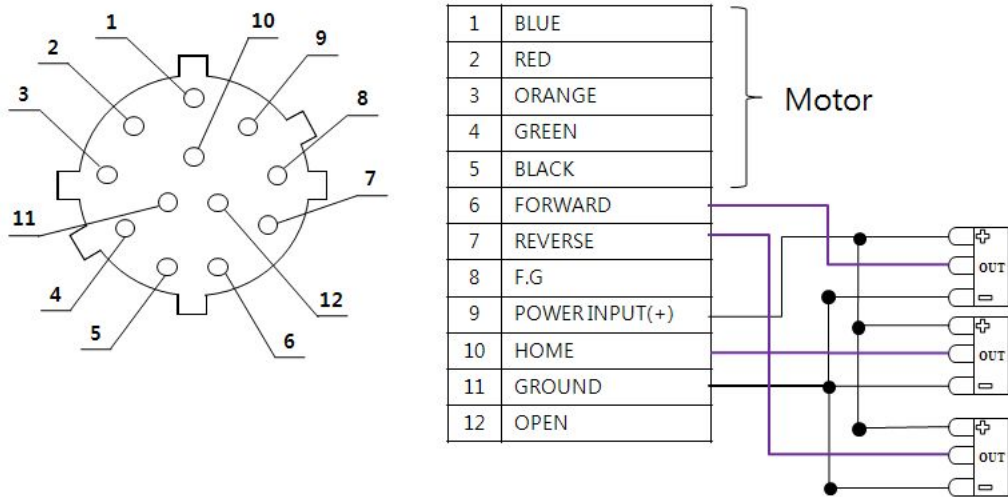 1
10
2
9
3
8
7
11
4
12
5
6
1 BLUE
2 RED
3 ORANGE
4 GREEN
5 BLACK
Motor
6 FORWARD
7 REVERSE
8 F.G
9 POWER INPUT(+)
10 HOME
11 GROUND
12 OPEN
+
OUT
-
+
OUT
-
+
OUT
-